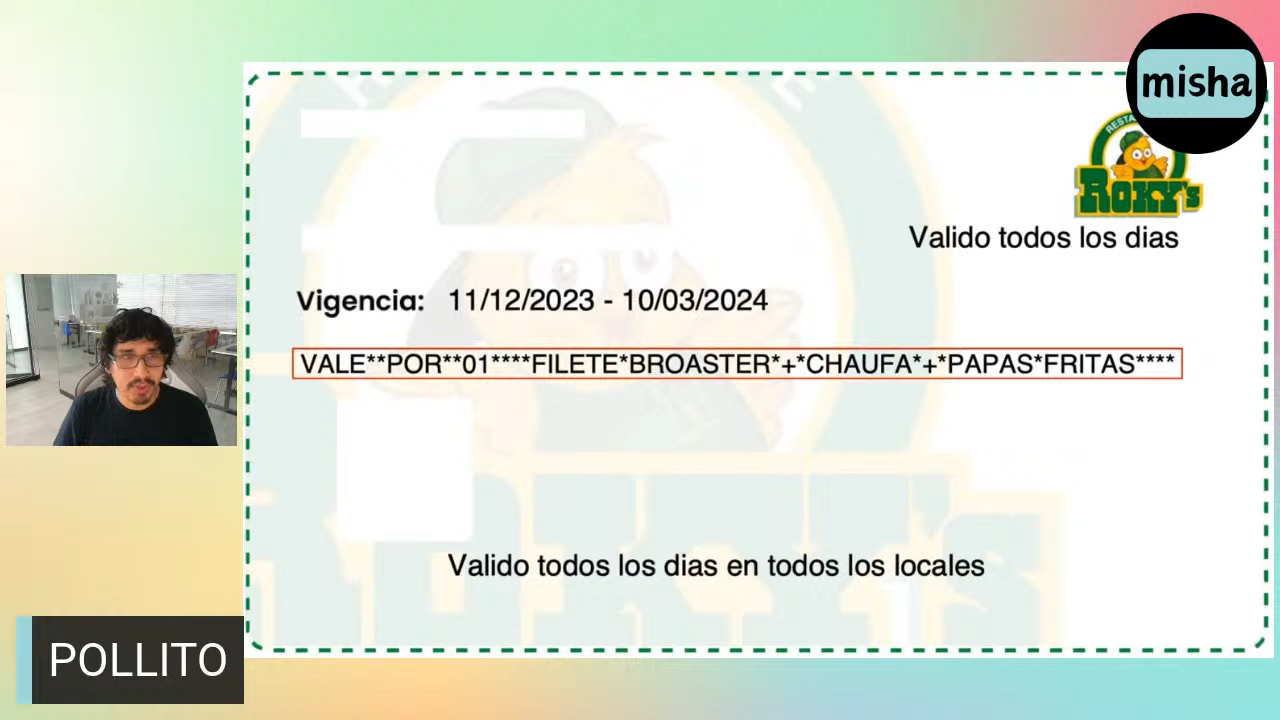 misha
RESTA
ROKY's
Valido todos los dias
Vigencia: 11/12/2023 - 10/03/2024
VALE**POR**01****FILETE*BROASTER*+*CHAUFA*+*PAPAS*FRITAS****
Valido todos los dias en todos los locales
POLLITO